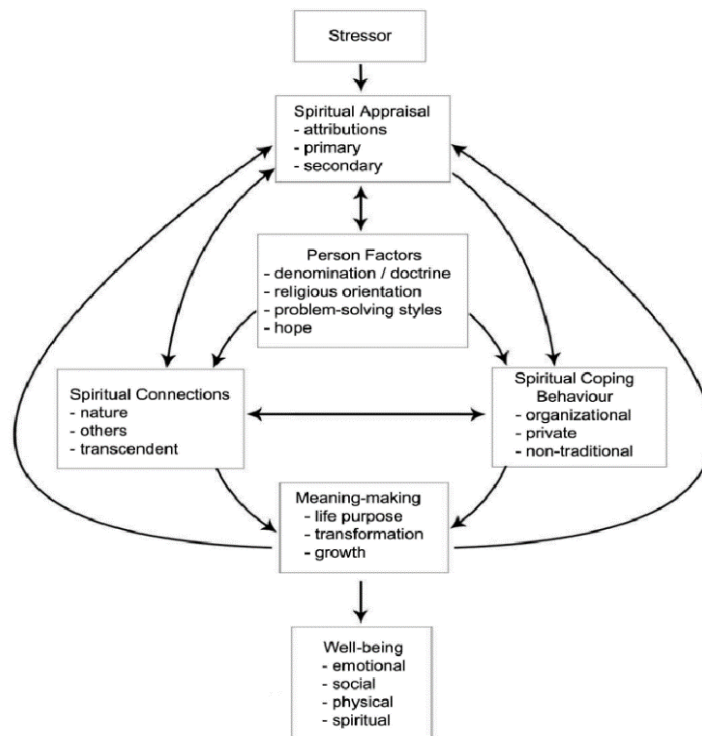 Stressor
Spiritual Appraisal
- attributions
- primary
- secondary
Person Factors
- denomination / doctrine
- religious orientation
- problem-solving styles
- hope
Spiritual Connections
- nature
- others
- transcendent
Spiritual Coping
Behaviour
- organizational
- private
- non-traditional
Meaning-making
- life purpose
- transformation
- growth
Well-being
- emotional
- social
- physical
- spiritual